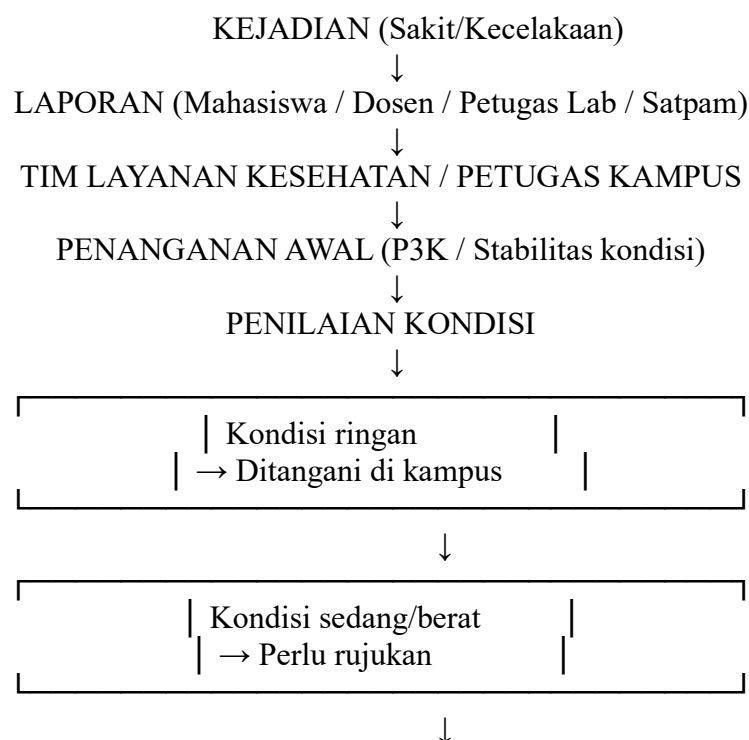 KEJADIAN (Sakit/Kecelakaan)
↓
LAPORAN (Mahasiswa / Dosen / Petugas Lab / Satpam)
↓
TIM LAYANAN KESEHATAN / PETUGAS KAMPUS
↓
PENANGANAN AWAL (P3K / Stabilitas kondisi)
↓
PENILAIAN KONDISI
↓
│ Kondisi ringan │
│ → Ditangani di kampus │
↓
│ Kondisi sedang/berat │
│ → Perlu rujukan │
↓